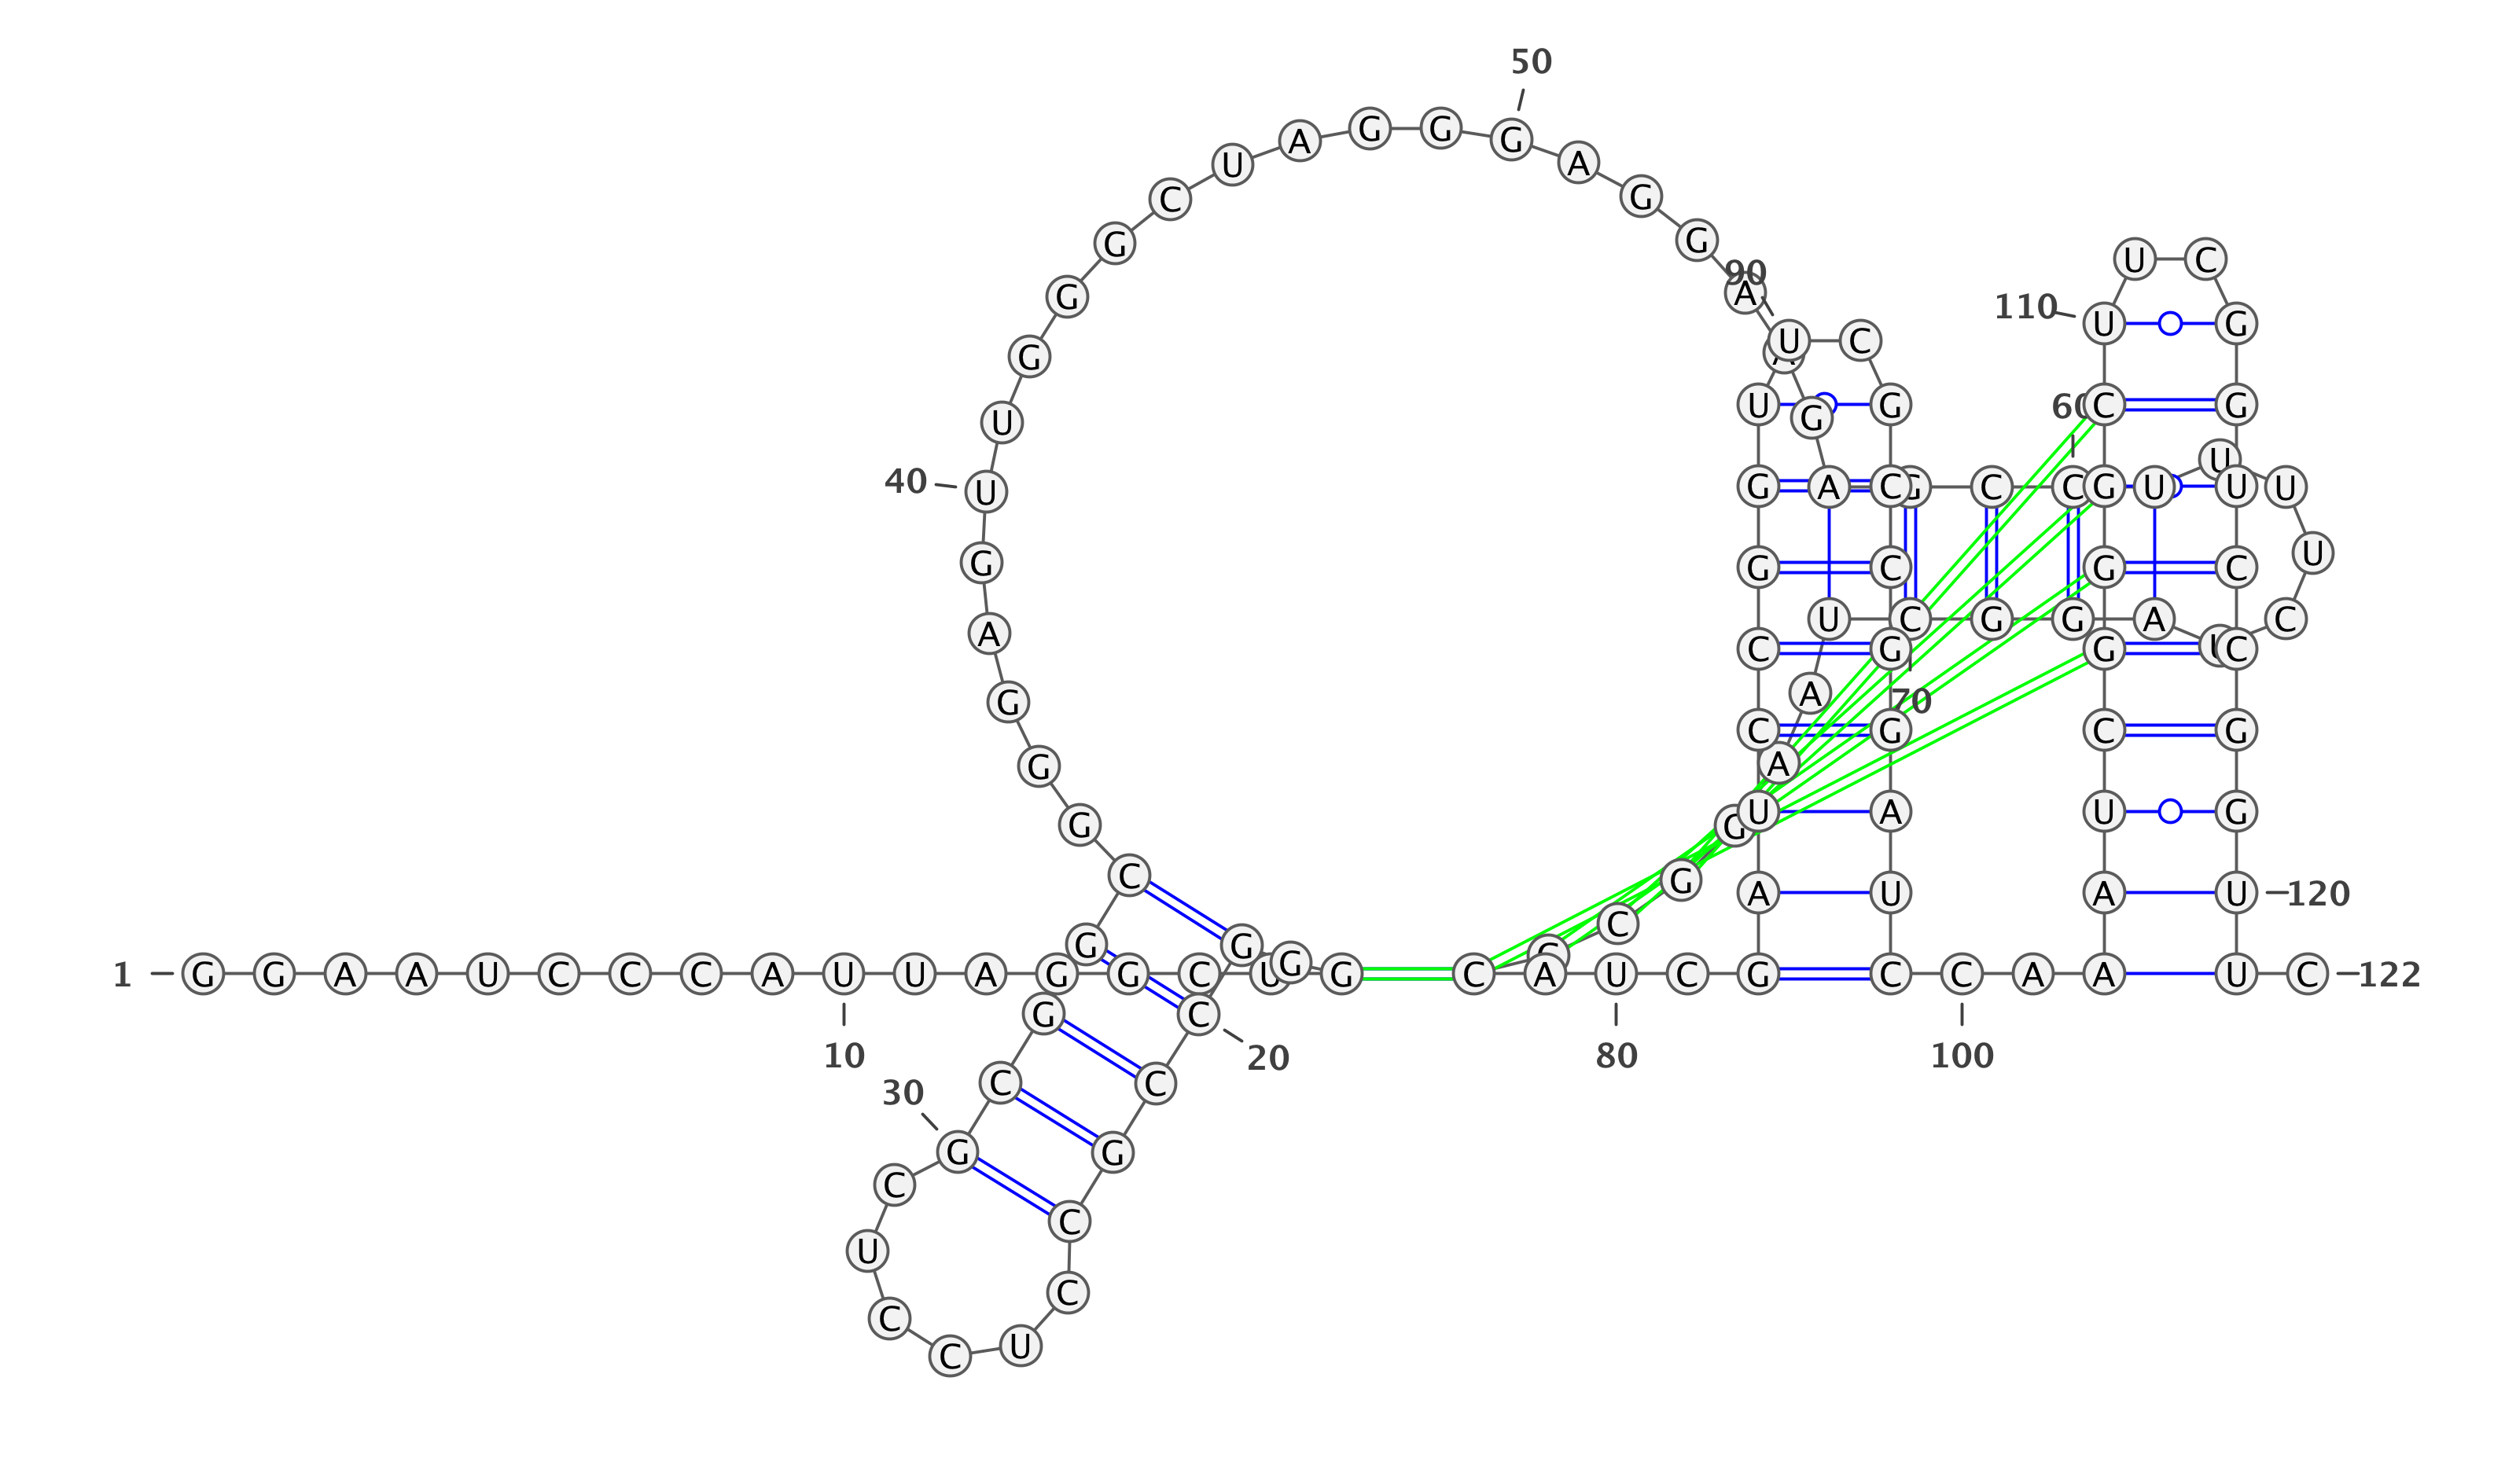 50
U A G G G A
C G
G G
U C
90
G A
110
U G
U C
G A
U G 60 C G
U G
U
40 U G A C G C C G U U U
G G C U G C
A U C G G A C
C G G U C
G A 70
C G C G
G A
G G U A U G
C G A U A U 120
C
G G G
1 G G A A U C C C A U U A G G C U G C A U C G C C A A U C 122
G C
10 20 80 100
30 C C
G G
C
C
U
C
C
U
C